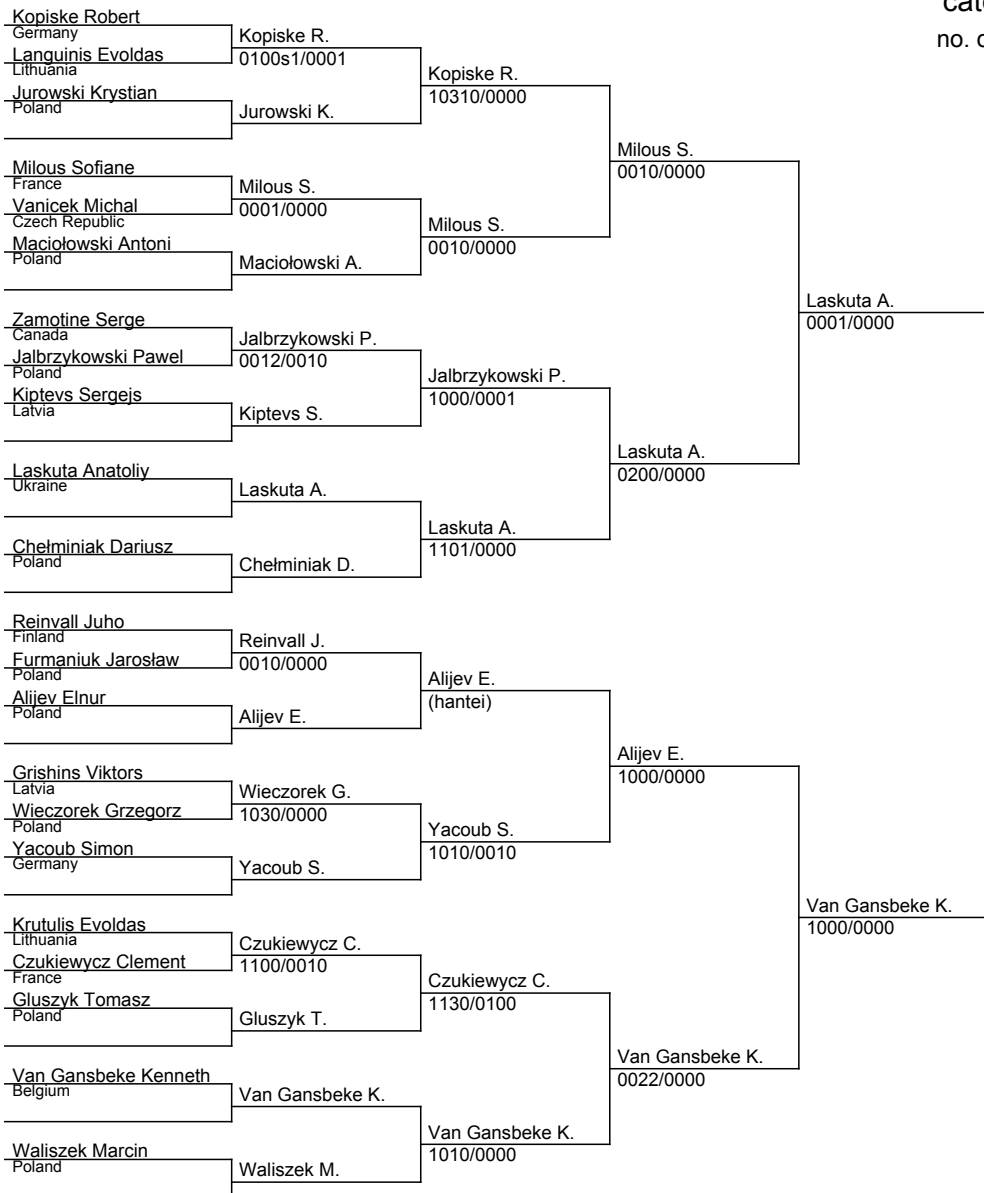 Kopiske Robert
Germany
Languinis Evoldas
Lithuania
Jurowski Krystian
Poland
Milous Sofiane
France
Vanicek Michal
Czech Republic
Maciołowski Antoni
Poland
Zamotine Serge
Canada
Jalbrzykowski Pawel
Poland
Kiptevs Sergejs
Latvia
Laskuta Anatoliy
Ukraine
Chełminiak Dariusz
Poland
Reinvall Juho
Finland
Furmaniuk Jarosław
Poland
Alijev Elnur
Poland
Grishins Viktors
Latvia
Wieczorek Grzegorz
Poland
Yacoub Simon
Germany
Krutulis Evoldas
Lithuania
Czukiewycz Clement
France
Gluszyk Tomasz
Poland
Van Gansbeke Kenneth
Belgium
Waliszek Marcin
Poland
Kopiske R.
0100s1/0001
Jurowski K.
Milous S.
0001/0000
Maciołowski A.
Jalbrzykowski P.
0012/0010
Kiptevs S.
Laskuta A.
Chełminiak D.
Reinvall J.
0010/0000
Alijev E.
Wieczorek G.
1030/0000
Yacoub S.
Czukiewycz C.
1100/0010
Gluszyk T.
Van Gansbeke K.
Waliszek M.
Kopiske R.
10310/0000
Milous S.
0010/0000
Jalbrzykowski P.
1000/0001
Laskuta A.
1101/0000
Alijev E.
(hantei)
Yacoub S.
1010/0010
Czukiewycz C.
1130/0100
Van Gansbeke K.
1010/0000
Milous S.
0010/0000
Laskuta A.
0200/0000
Alijev E.
1000/0000
Van Gansbeke K.
0022/0000
Laskuta A.
0001/0000
Van Gansbeke K.
1000/0000
no.